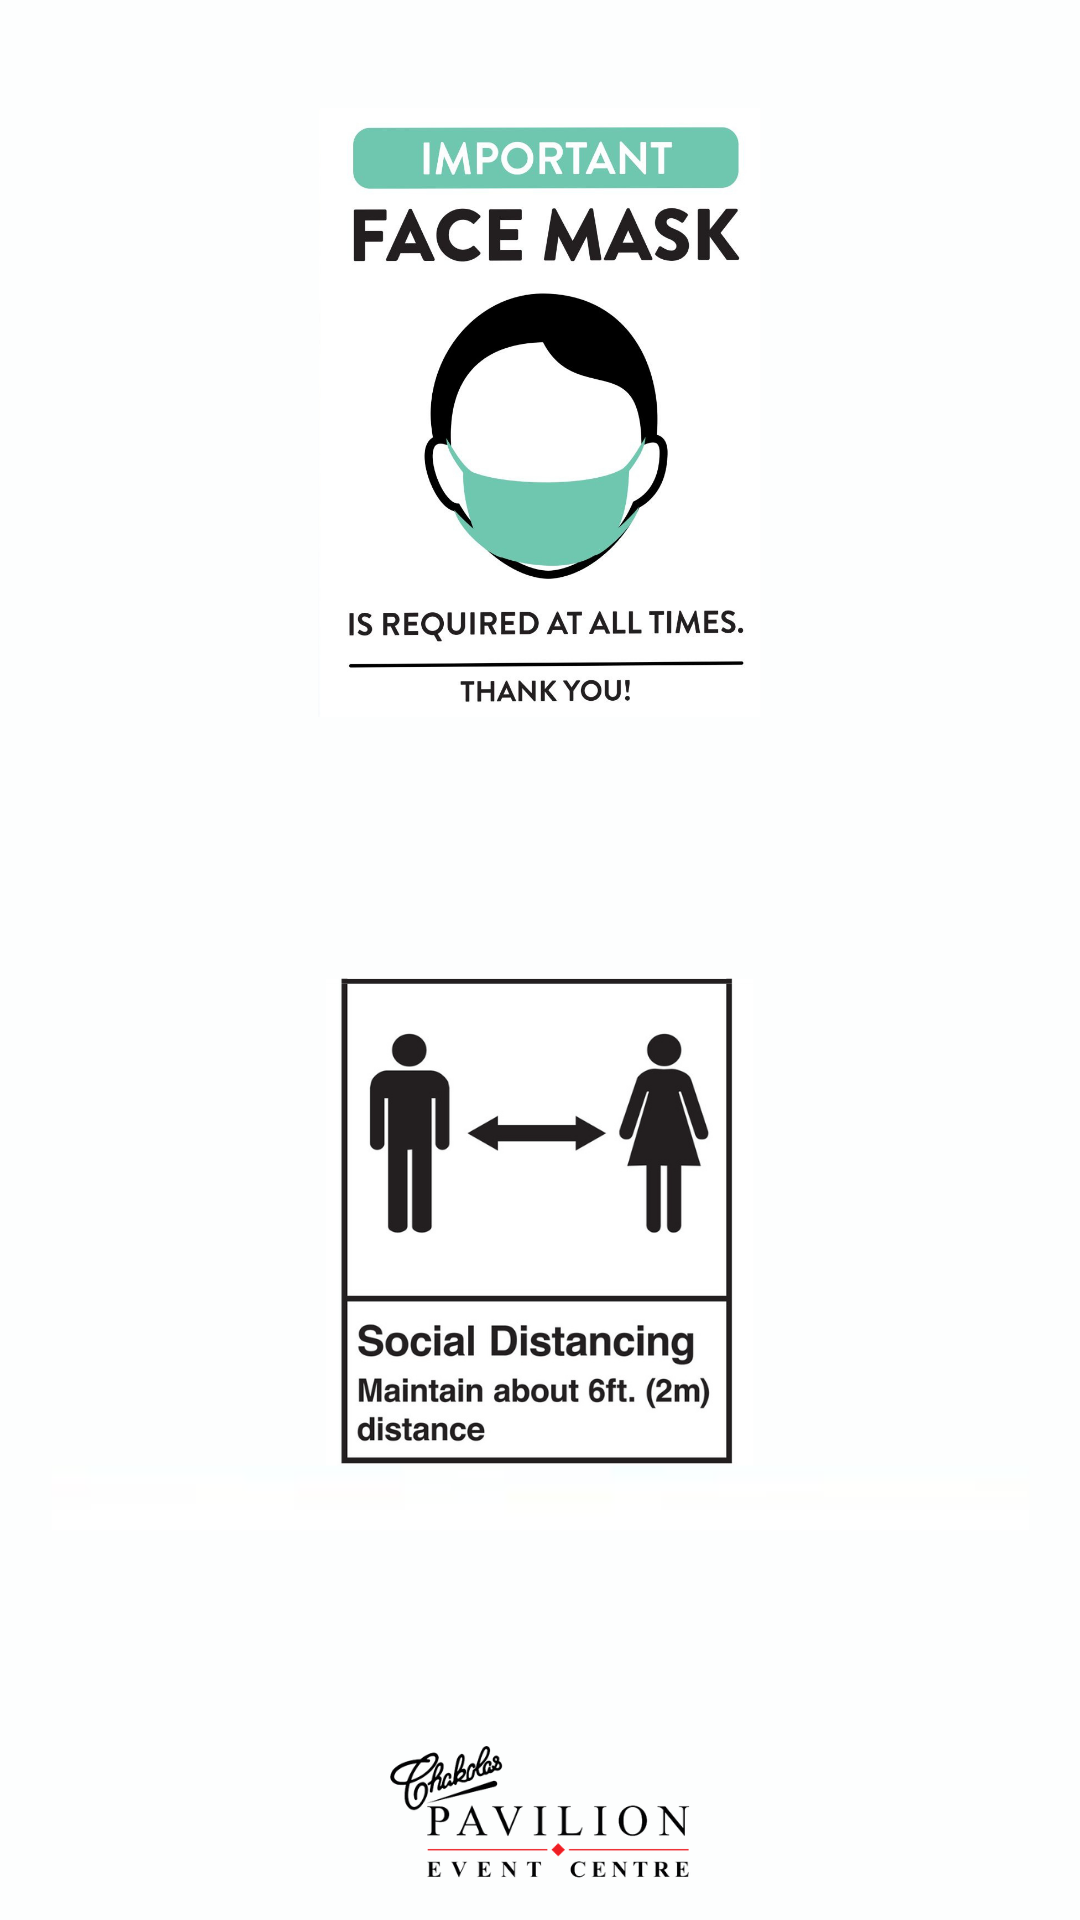 IMPORTANT
FACE MASK
IS REQUIRED AT ALL TIMES.
THANK YOU!
Social Distancing
Maintain about 6ft. (2m)
distance
Chakolas
PAVILION
EVENT CENTRE